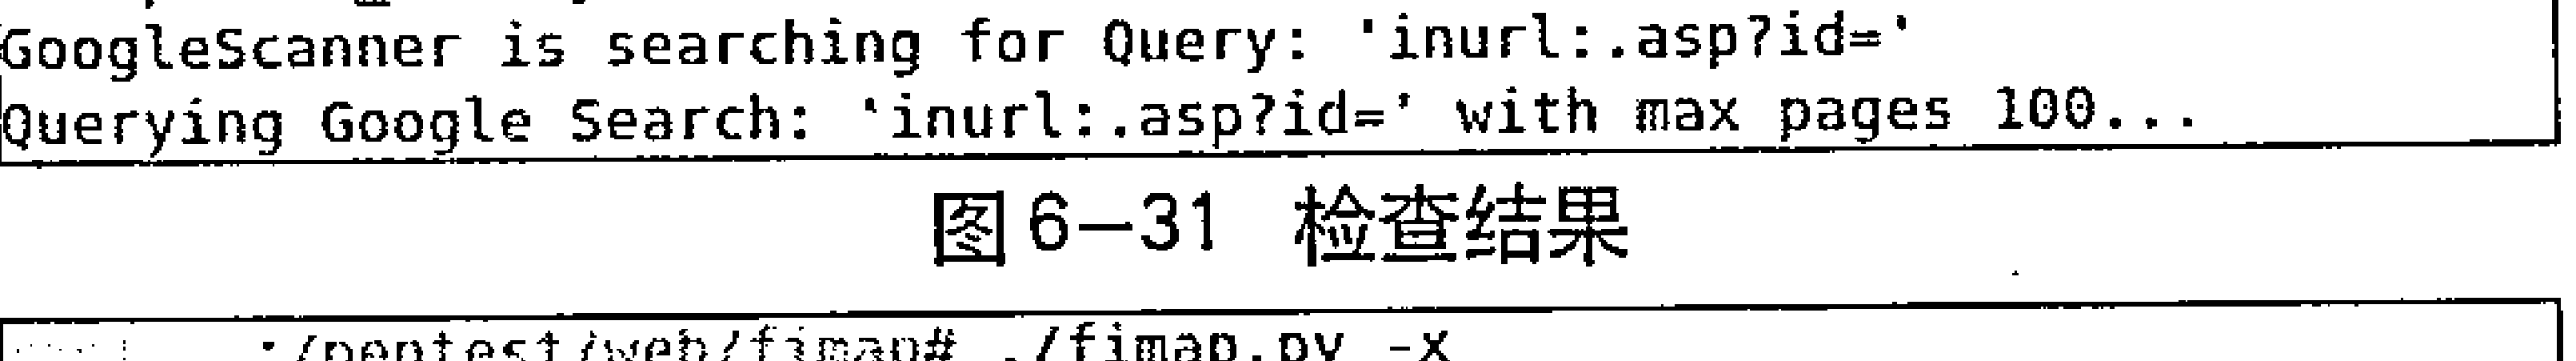 GoogleScanner is searching for Query: 'inurl:.asp?id='
Querying Google Search: 'inurl:.asp?id=' with max pages 100...
图6-31 检查结果
:/pentest/web/fimap# ./fimap.py -x